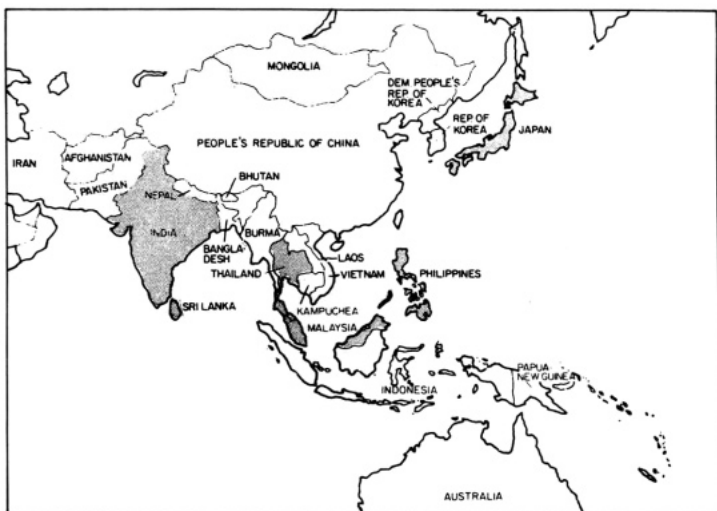 MONGOLIA
DEM PEOPLE'S
REP OF
KOREA
REP OF
KOREA
JAPAN
PEOPLE'S REPUBLIC OF CHINA
IRAN
AFGHANISTAN
PAKISTAN
NEPAL
BHUTAN
INDIA
BANGLA-
DESH
BURMA
LAOS
THAILAND
VIETNAM
PHILIPPINES
SRI LANKA
KAMPUCHEA
MALAYSIA
INDONESIA
PAPUA
NEW GUINEA
AUSTRALIA